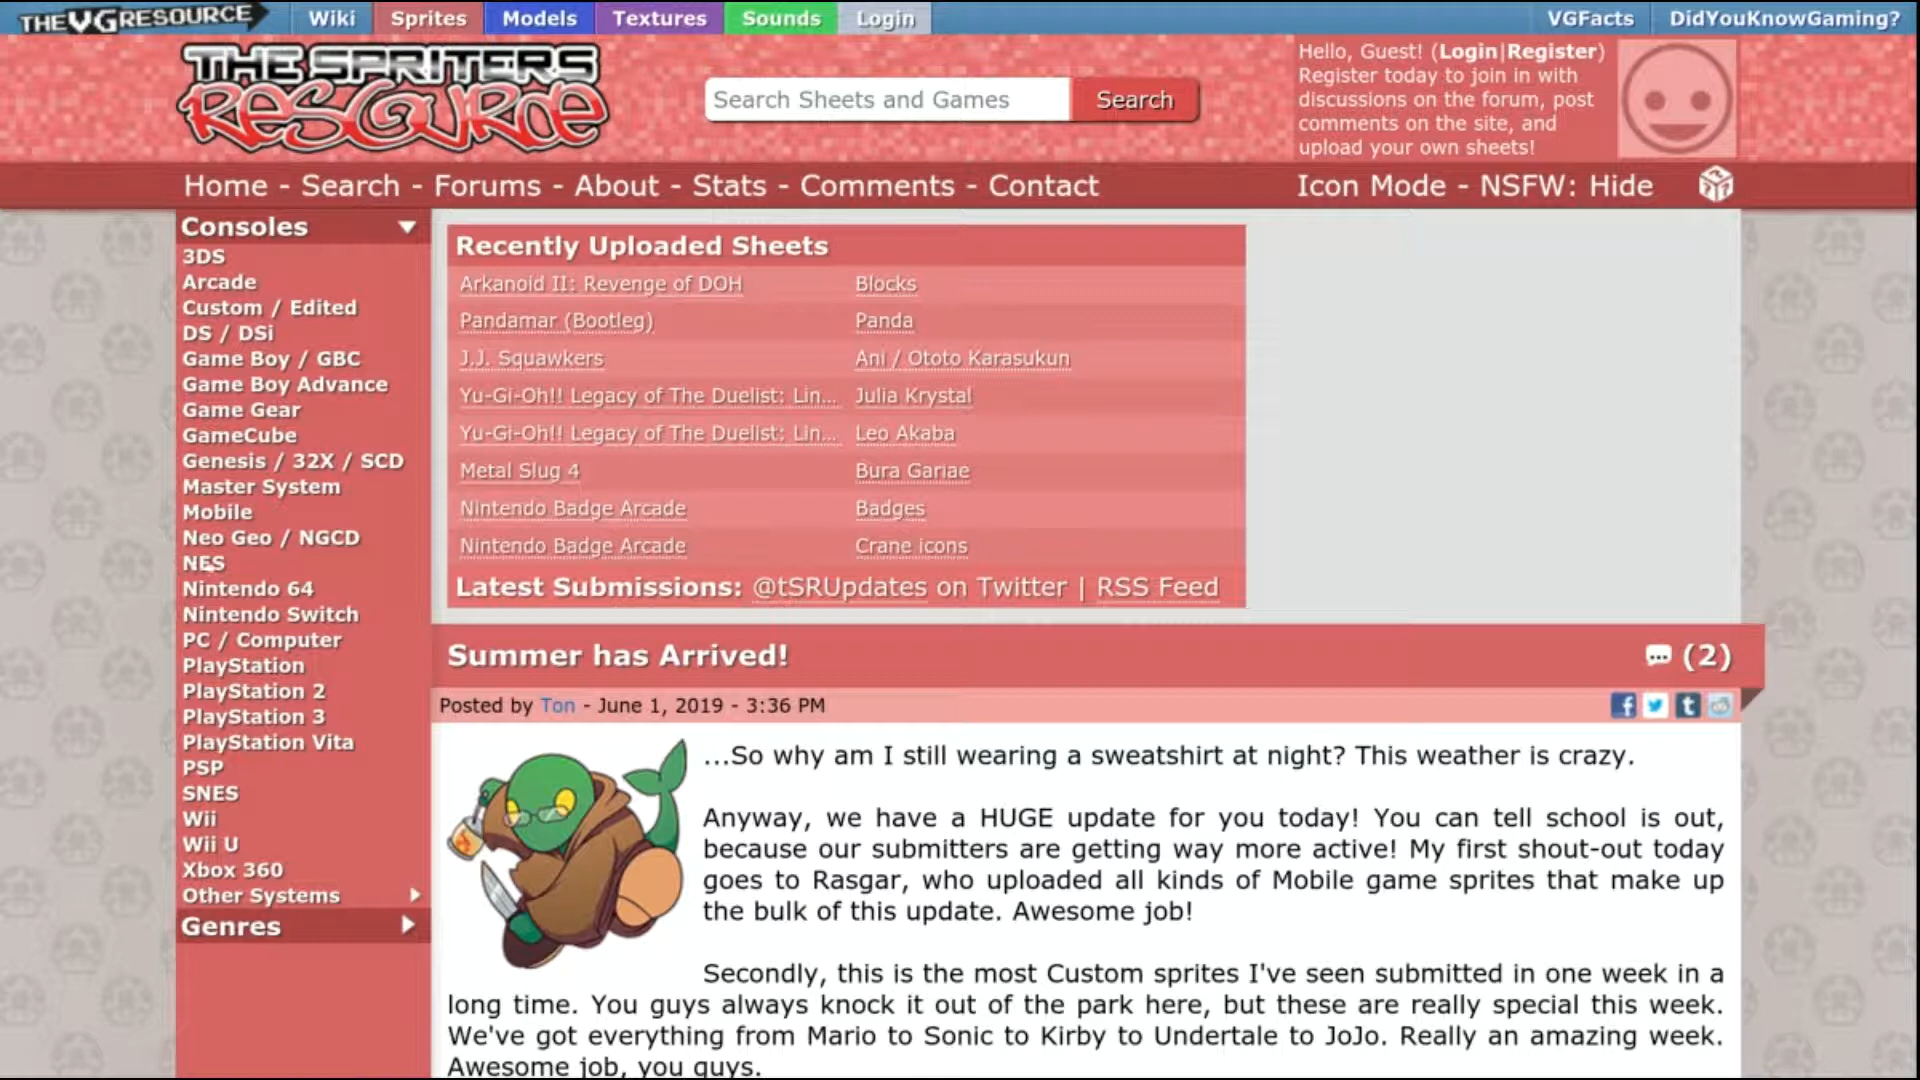 THE VG RESOURCE Wiki Sprites Models Textures Sounds Login VGFacts DidYouKnowGaming?
THE SPRITERS
RESOURCE
Search Sheets and Games Search
Hello, Guest! (Login|Register)
Register today to join in with
discussions on the forum, post
comments on the site, and
upload your own sheets!
Home - Search - Forums - About - Stats - Comments - Contact
Icon Mode - NSFW: Hide
Consoles
3DS
Arcade
Custom / Edited
DS / DSi
Game Boy / GBC
Game Boy Advance
Game Gear
GameCube
Genesis / 32X / SCD
Master System
Mobile
Neo Geo / NGCD
NES
Nintendo 64
Nintendo Switch
PC / Computer
PlayStation
PlayStation 2
PlayStation 3
PlayStation Vita
PSP
SNES
Wii
Wii U
Xbox 360
Other Systems
Genres
Recently Uploaded Sheets
Arkanoid II: Revenge of DOH Blocks
Pandamar (Bootleg) Panda
J.J. Squawkers Ani / Ototo Karasukun
Yu-Gi-Oh!! Legacy of The Duelist: Lin... Julia Krystal
Yu-Gi-Oh!! Legacy of The Duelist: Lin... Leo Akaba
Metal Slug 4 Bura Gariae
Nintendo Badge Arcade Badges
Nintendo Badge Arcade Crane icons
Latest Submissions: @tSRUpdates on Twitter | RSS Feed
Summer has Arrived! (2)
Posted by Ton - June 1, 2019 - 3:36 PM
...So why am I still wearing a sweatshirt at night? This weather is crazy.
Anyway, we have a HUGE update for you today! You can tell school is out,
because our submitters are getting way more active! My first shout-out today
goes to Rasgar, who uploaded all kinds of Mobile game sprites that make up
the bulk of this update. Awesome job!
Secondly, this is the most Custom sprites I've seen submitted in one week in a
long time. You guys always knock it out of the park here, but these are really special this week.
We've got everything from Mario to Sonic to Kirby to Undertale to JoJo. Really an amazing week.
Awesome job, you guys.